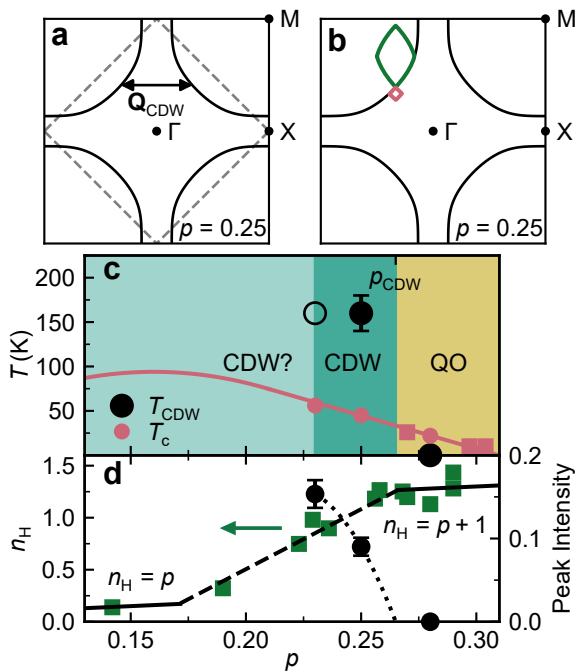 a
M
Q_CDW
Γ
X
p = 0.25
b
M
Γ
X
p = 0.25
c
p_CDW
200
150
100
50
T (K)
CDW?
CDW
QO
T_CDW
T_c
d
1.5
1.0
0.5
0.0
n_H
n_H = p
n_H = p + 1
0.2
0.1
0.0
Peak Intensity
0.15
0.20
0.25
0.30
p